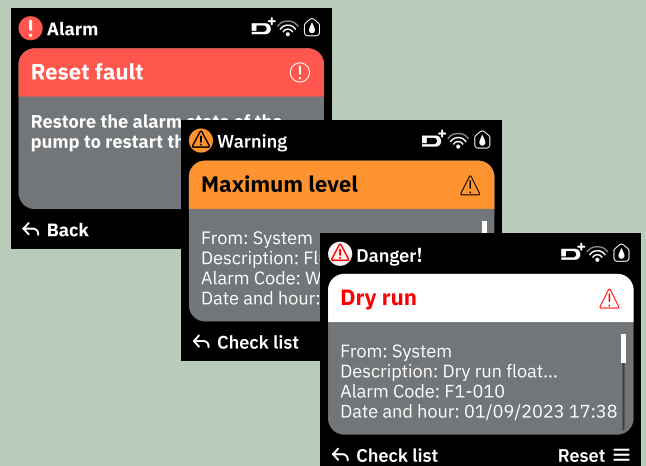 Alarm
Reset fault
Restore the alarm state of the
pump to restart th
Back
Warning
Maximum level
From: System
Description: Fl
Alarm Code: W
Date and hour:
Check list
Danger!
Dry run
From: System
Description: Dry run float...
Alarm Code: F1-010
Date and hour: 01/09/2023 17:38
Check list
Reset